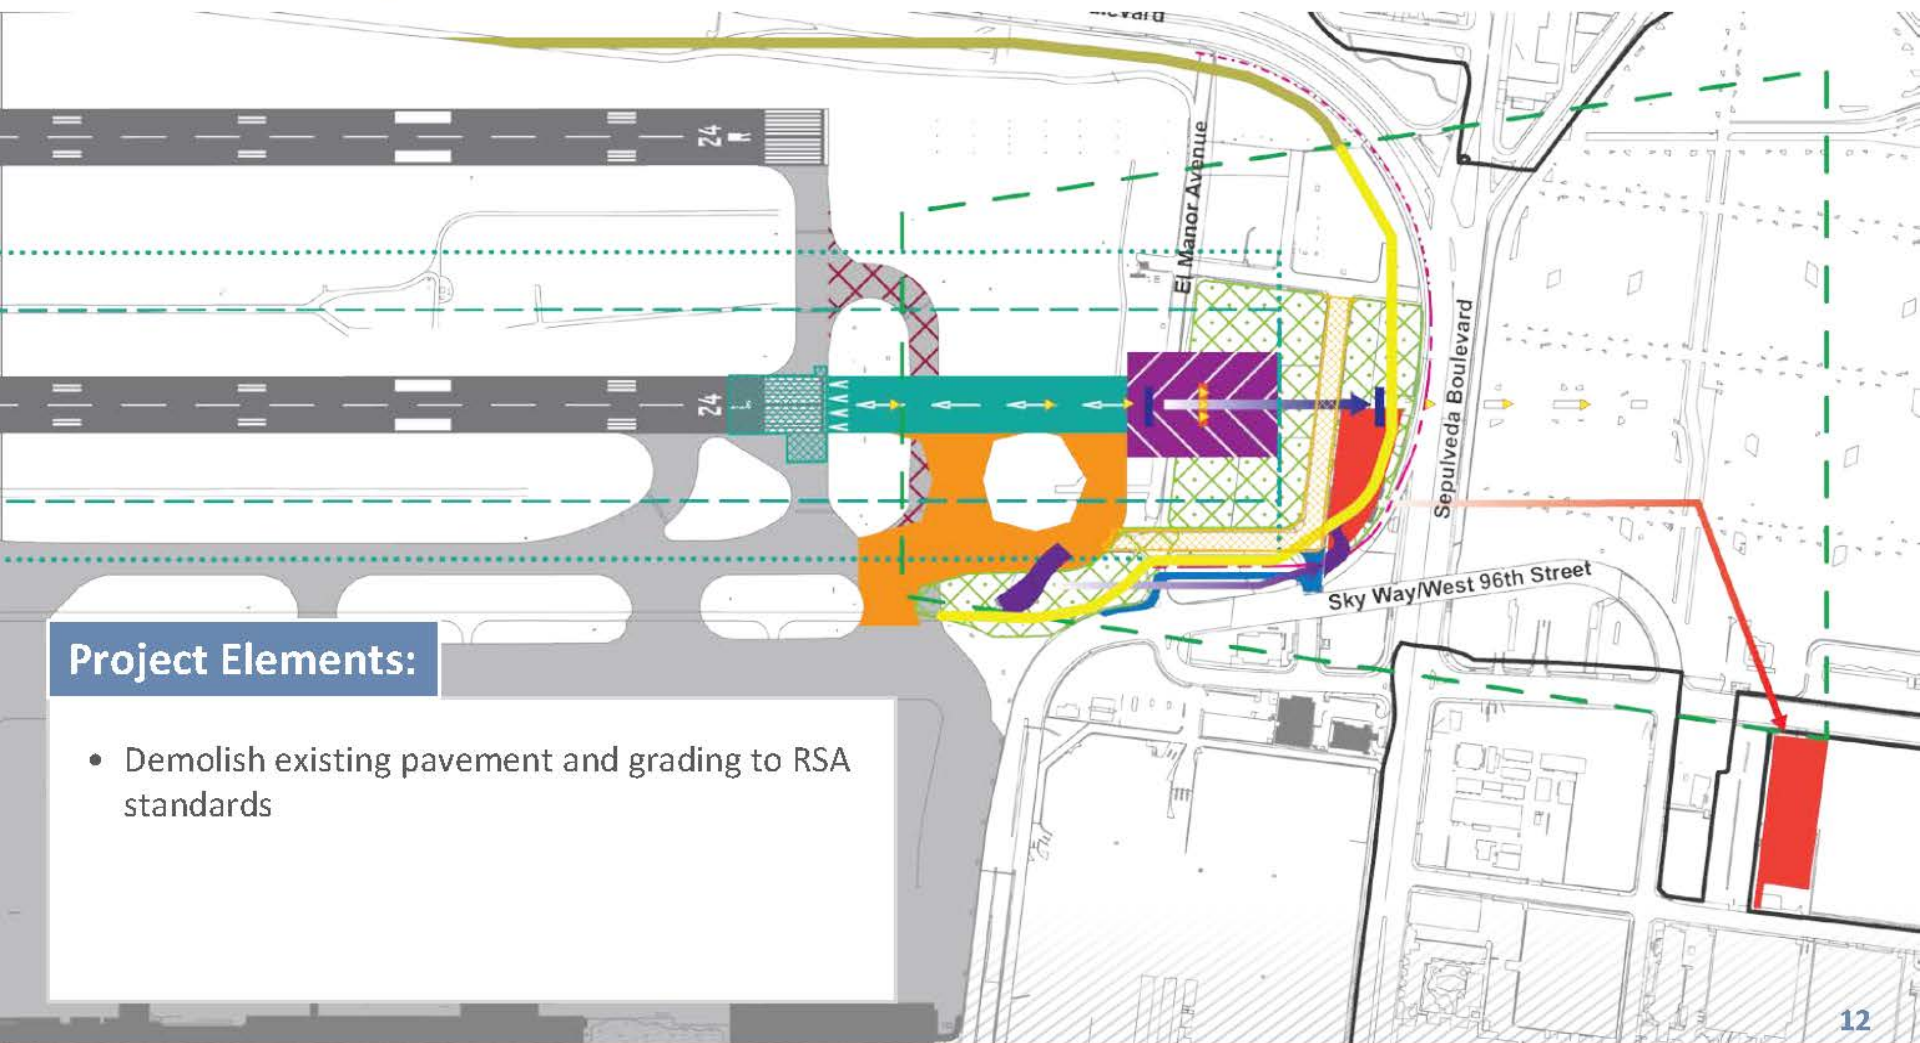 El Manor Avenue
24
R
24
Sepulveda Boulevard
Sky Way/West 96th Street
Project Elements:
• Demolish existing pavement and grading to RSA
standards
12